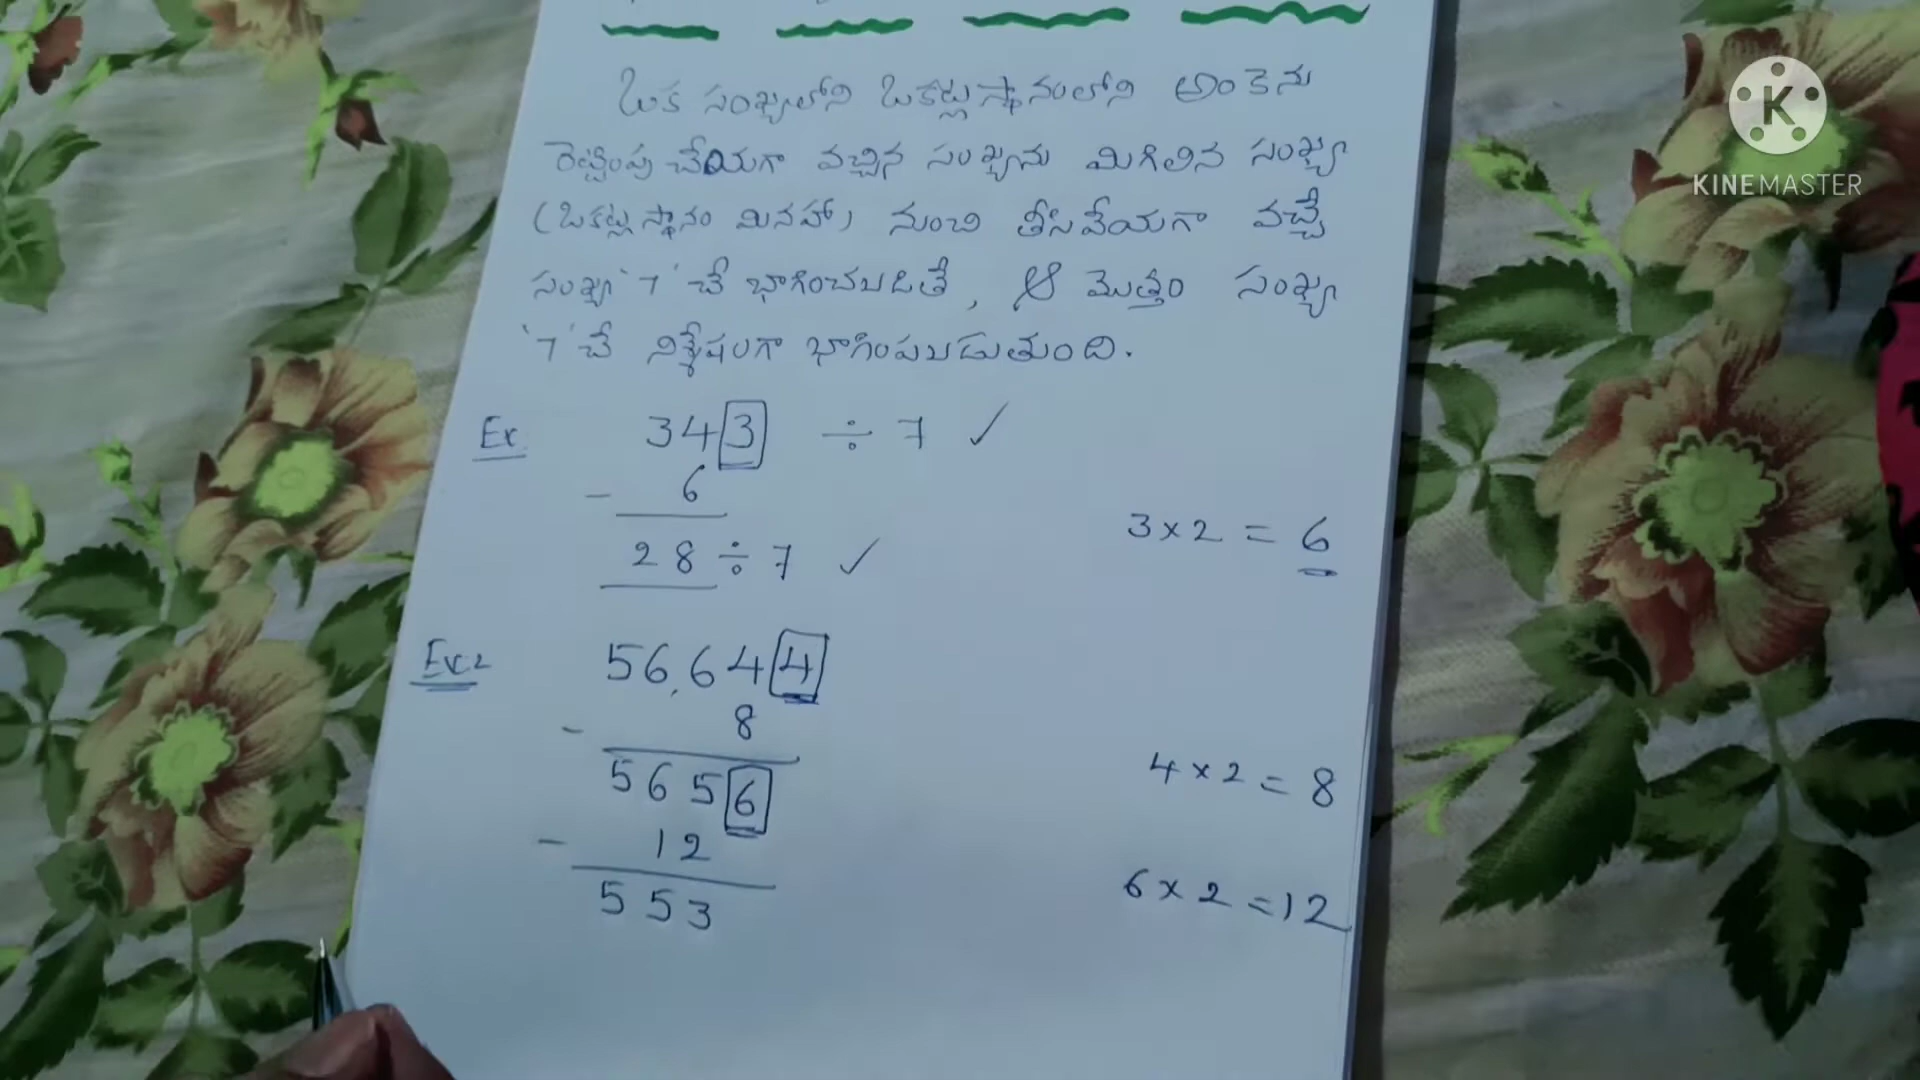 ఒక సంఖ్యలోని ఒకట్లస్థానంలోని అంకెను
రెట్టింపు చేయగా వచ్చిన సంఖ్యను మిగిలిన సంఖ్య
(ఒకట్ల స్థానం మినహా) నుంచి తీసివేయగా వచ్చే
సంఖ్య '7' చే భాగించబడితే, ఆ మొత్తం సంఖ్య
'7' చే నిశ్శేషంగా భాగింపబడుతుంది.
Ex 343 ÷ 7 ✓
- 6
3 x 2 = 6
28 ÷ 7 ✓
Ex2 56,644
- 8
4 x 2 = 8
5656
- 12
6 x 2 = 12
553
K
KINEMASTER